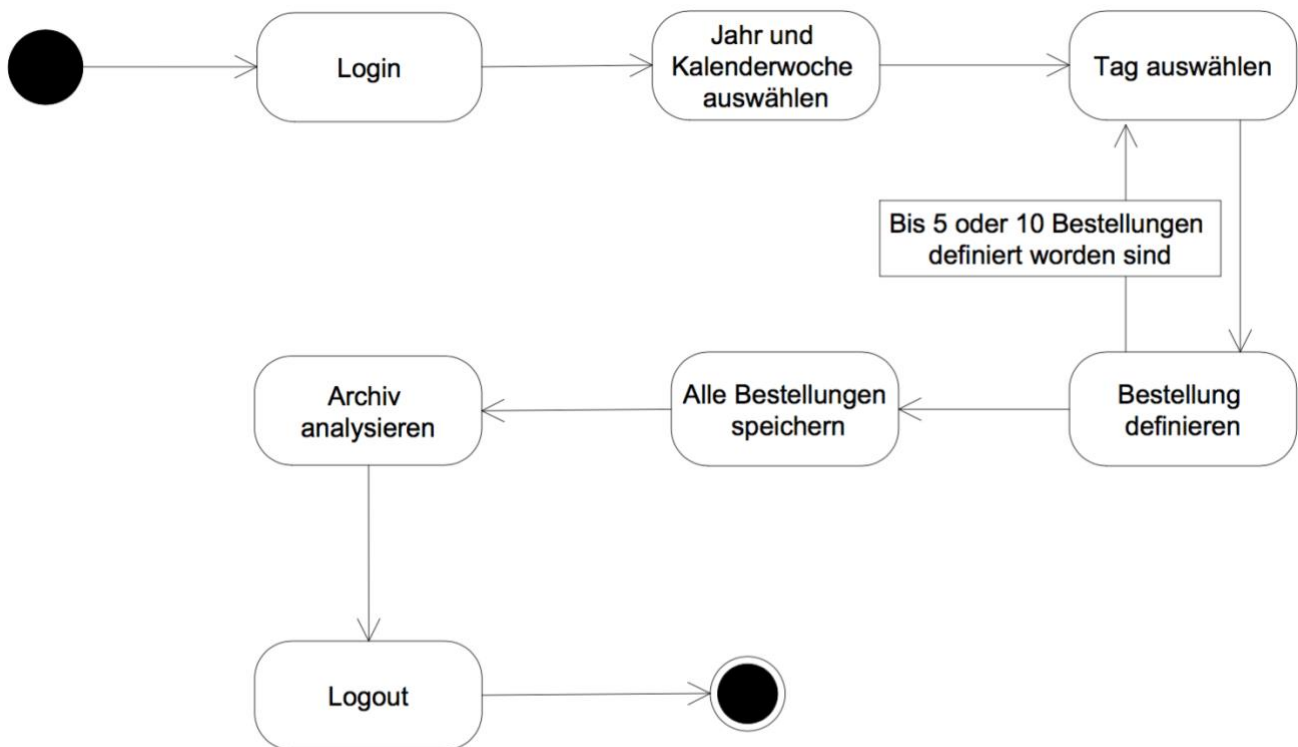 Login
Jahr und
Kalenderwoche
auswählen
Tag auswählen
Bis 5 oder 10 Bestellungen
definiert worden sind
Bestellung
definieren
Alle Bestellungen
speichern
Archiv
analysieren
Logout